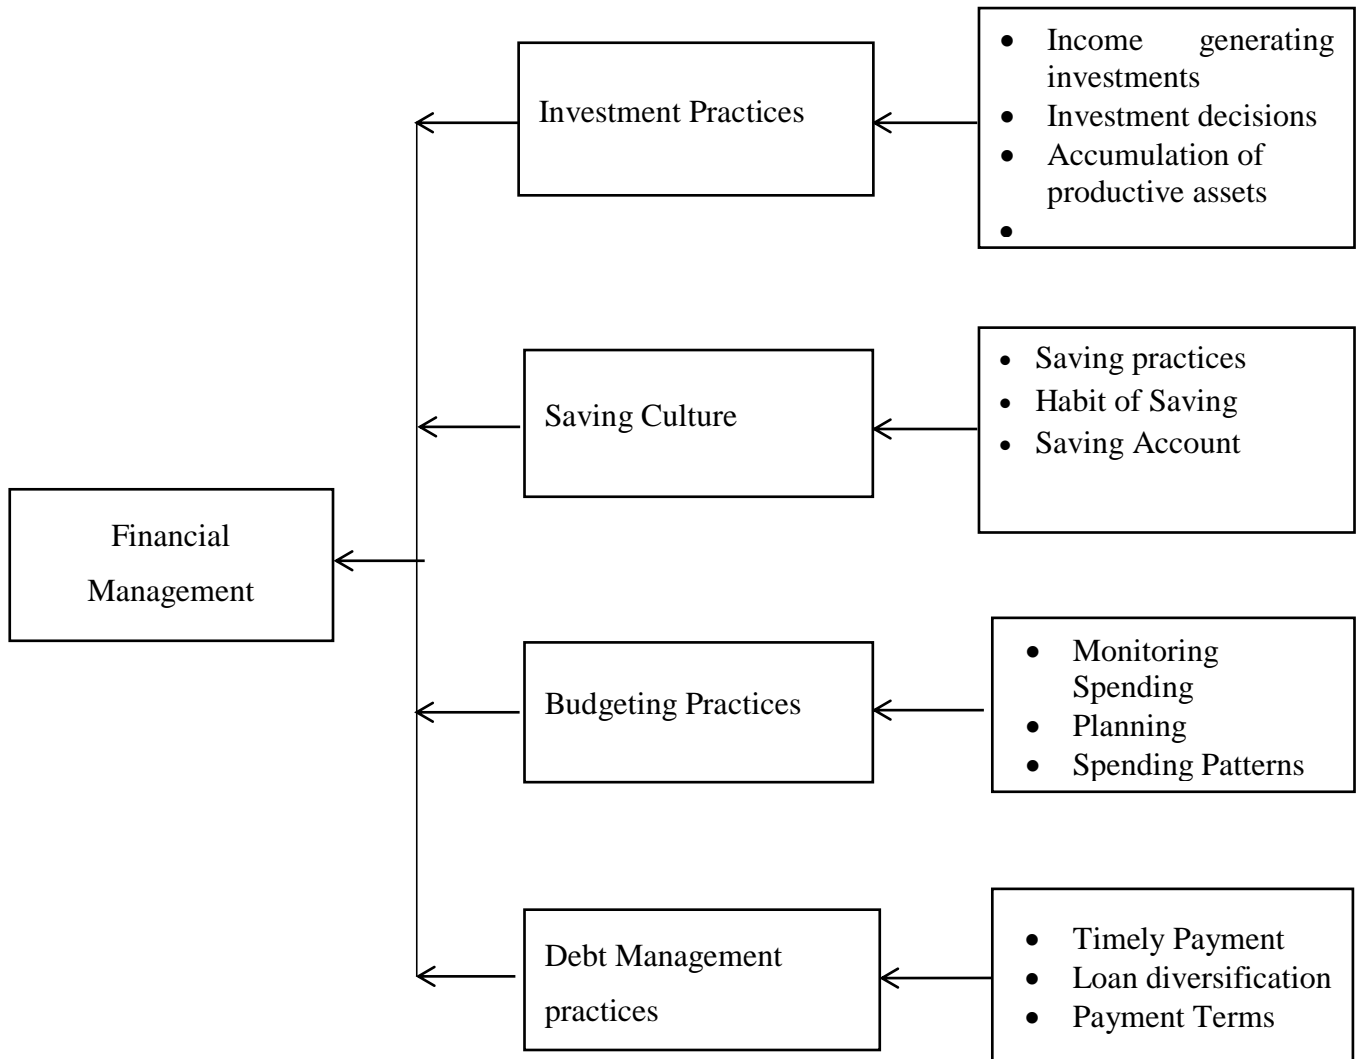 Income generating
investments
• Investment decisions
• Accumulation of
productive assets
•
Investment Practices
• Saving practices
• Habit of Saving
• Saving Account
Saving Culture
Financial
Management
• Monitoring
Spending
• Planning
• Spending Patterns
Budgeting Practices
• Timely Payment
• Loan diversification
• Payment Terms
Debt Management
practices